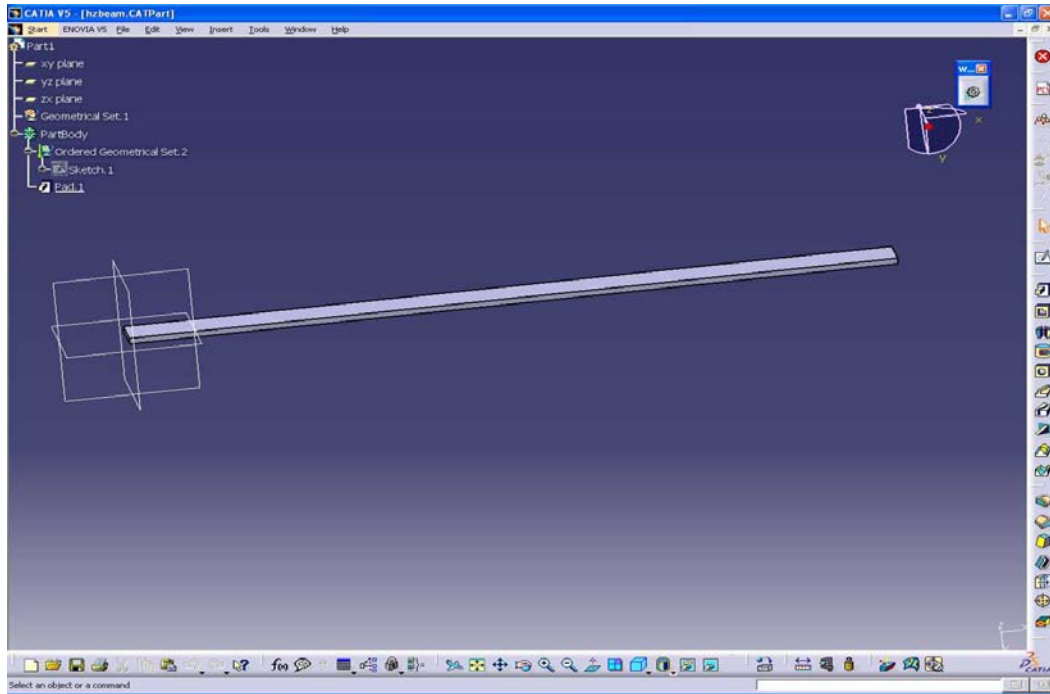 CATIA V5 - [hzbeam.CATPart]
Start ENOVIA V5 File Edit View Insert Tools Window Help
Part1
xy plane
yz plane
zx plane
Geometrical Set.1
PartBody
Ordered Geometrical Set.2
Sketch.1
Pad.1
w...
z
x
y
z
f(x)
CATIA
Select an object or a command